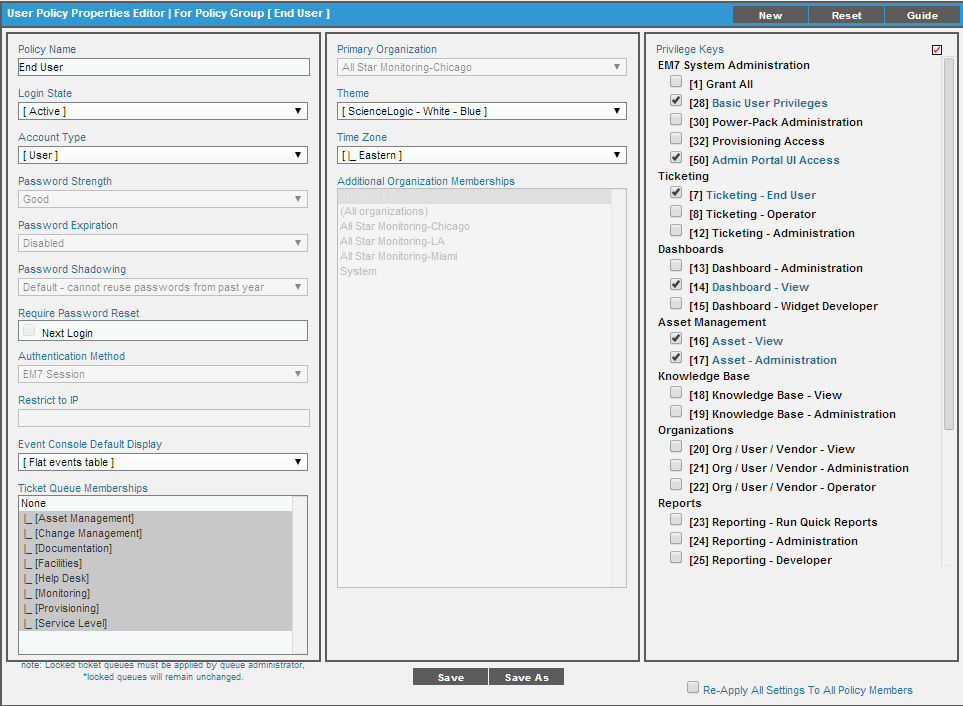 User Policy Properties Editor | For Policy Group [ End User ]
New
Reset
Guide
Policy Name
End User
Login State
[ Active ]
Account Type
[ User ]
Password Strength
Good
Password Expiration
Disabled
Password Shadowing
Default - cannot reuse passwords from past year
Require Password Reset
Next Login
Authentication Method
EM7 Session
Restrict to IP
Event Console Default Display
[ Flat events table ]
Ticket Queue Memberships
None
|_ [Asset Management]
|_ [Change Management]
|_ [Documentation]
|_ [Facilities]
|_ [Help Desk]
|_ [Monitoring]
|_ [Provisioning]
|_ [Service Level]
note: Locked ticket queues must be applied by queue administrator,
*locked queues will remain unchanged.
Primary Organization
All Star Monitoring-Chicago
Theme
[ ScienceLogic - White - Blue ]
Time Zone
[ |_ Eastern ]
Additional Organization Memberships
(All organizations)
All Star Monitoring-Chicago
All Star Monitoring-LA
All Star Monitoring-Miami
System
Save
Save As
Privilege Keys
EM7 System Administration
[1] Grant All
[28] Basic User Privileges
[30] Power-Pack Administration
[32] Provisioning Access
[50] Admin Portal UI Access
Ticketing
[7] Ticketing - End User
[8] Ticketing - Operator
[12] Ticketing - Administration
Dashboards
[13] Dashboard - Administration
[14] Dashboard - View
[15] Dashboard - Widget Developer
Asset Management
[16] Asset - View
[17] Asset - Administration
Knowledge Base
[18] Knowledge Base - View
[19] Knowledge Base - Administration
Organizations
[20] Org / User / Vendor - View
[21] Org / User / Vendor - Administration
[22] Org / User / Vendor - Operator
Reports
[23] Reporting - Run Quick Reports
[24] Reporting - Administration
[25] Reporting - Developer
Re-Apply All Settings To All Policy Members